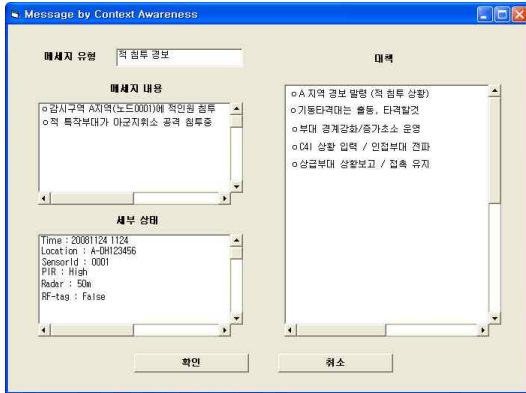 Message by Context Awareness
메세지 유형
적 침투 경보
메세지 내용
o 감시구역 A지역(노드0001)에 적인원 침투
o 적 특작부대가 아군지휘소 공격 침투중
세부 상태
Time : 20081124 1124
Location : A-DH123456
SensorId : 0001
PIR : High
Radar : 50m
RF-tag : False
대책
o A 지역 경보 발령 (적 침투 상황)
o 기동타격대는 출동, 타격할것
o 부대 경계강화/증가초소 운영
o C4I 상황 입력 / 인접부대 전파
o 상급부대 상황보고 / 접촉 유지
확인
취소